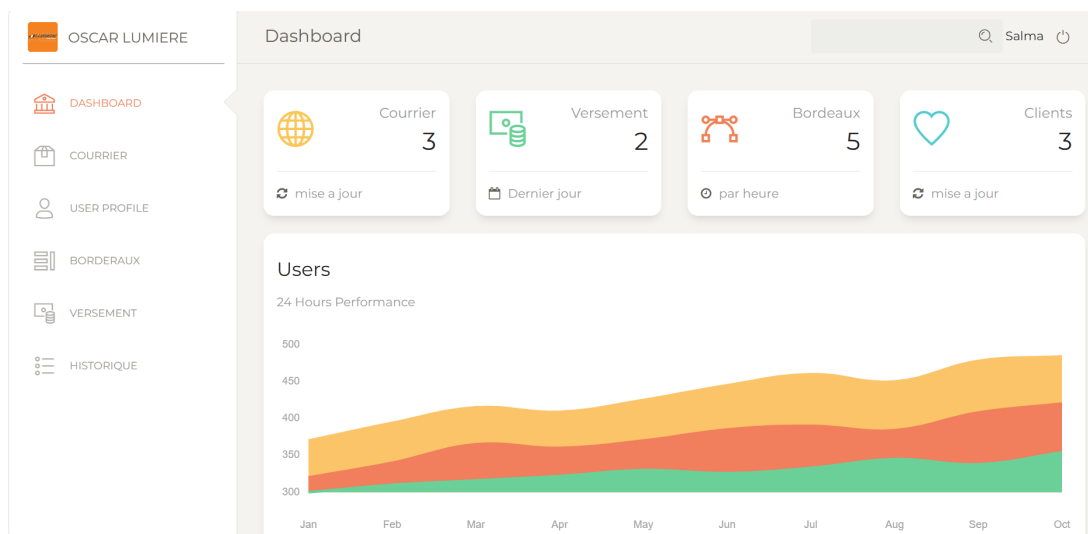 OSCAR LUMIERE
Dashboard
Salma
DASHBOARD
COURRIER
USER PROFILE
BORDERAUX
VERSEMENT
HISTORIQUE
Courrier
3
mise a jour
Versement
2
Dernier jour
Bordeaux
5
par heure
Clients
3
mise a jour
Users
24 Hours Performance
500
450
400
350
300
Jan Feb Mar Apr May Jun Jul Aug Sep Oct